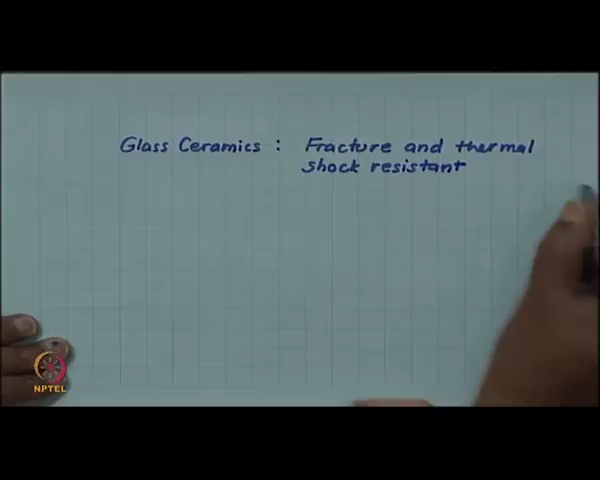 Glass Ceramics : Fracture and thermal
shock resistant
NPTEL